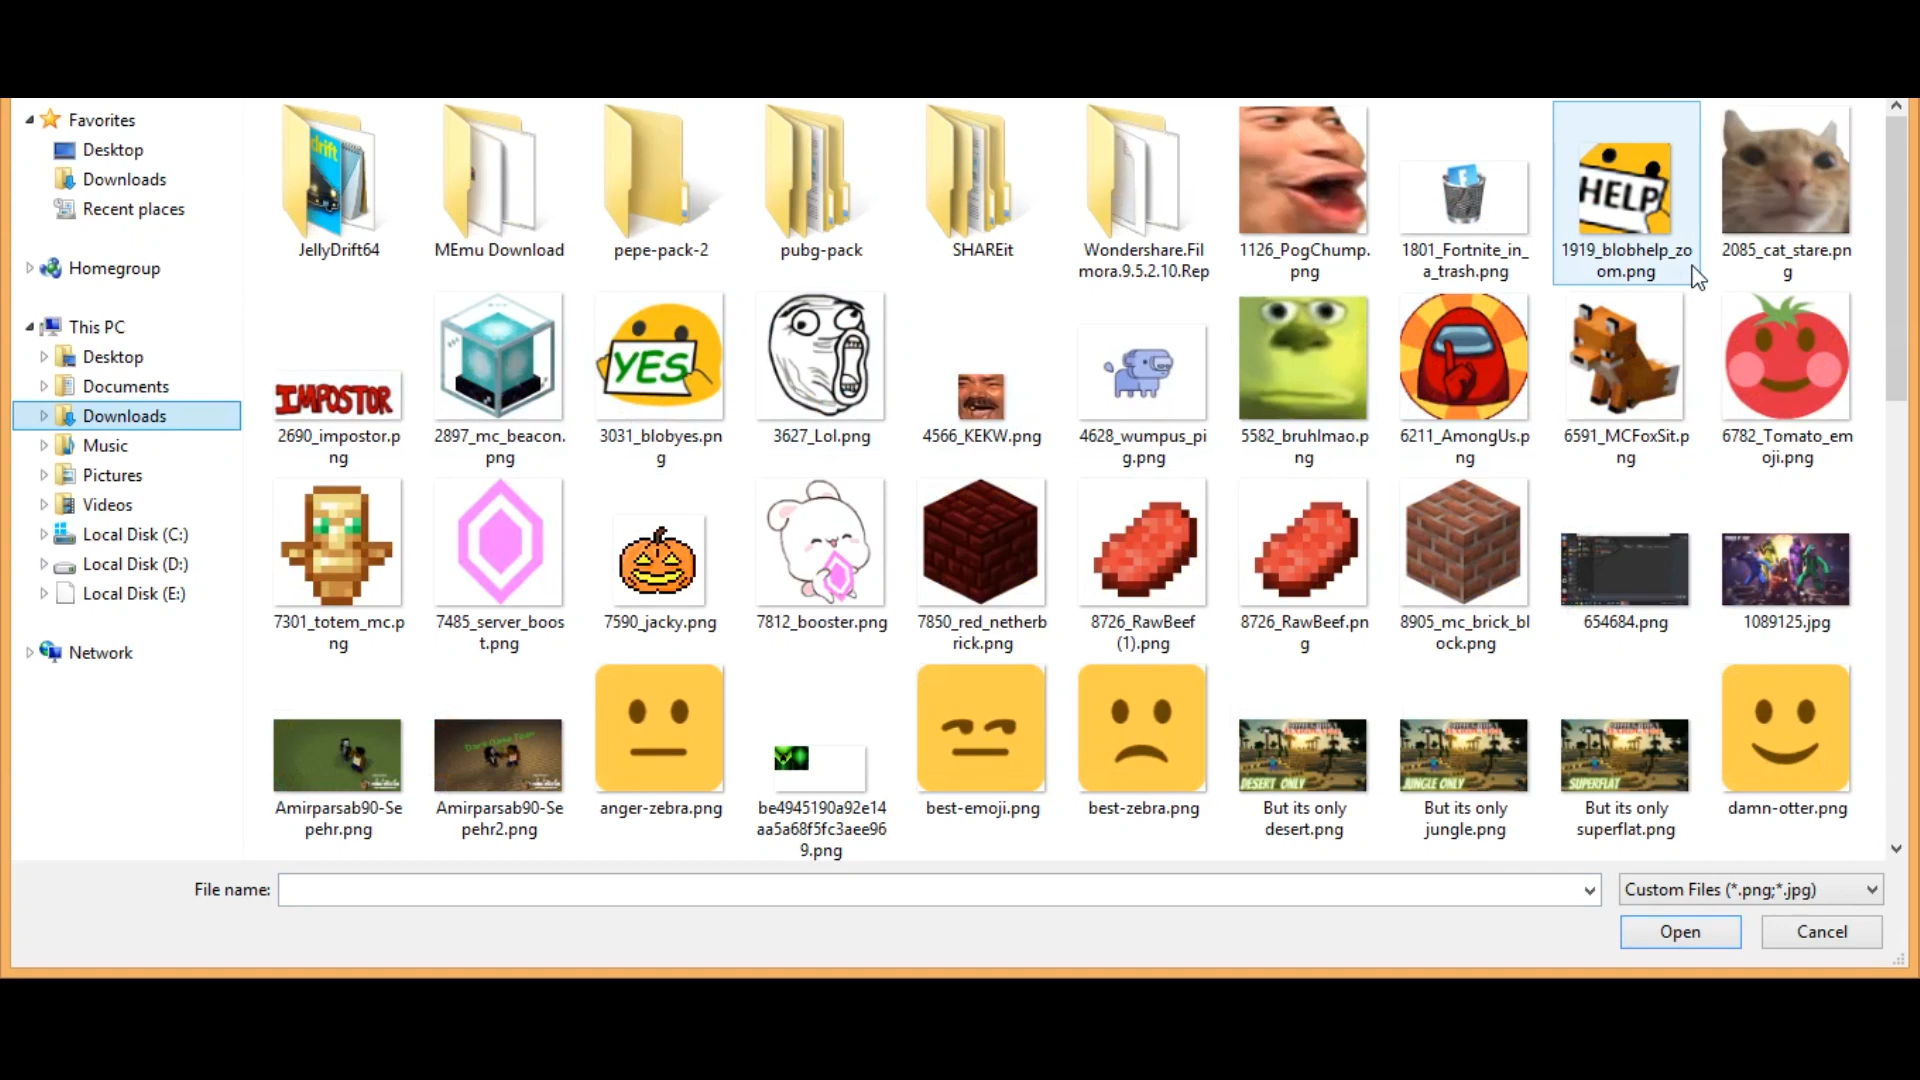 Favorites
Desktop
Downloads
Recent places
Homegroup
This PC
Desktop
Documents
Downloads
Music
Pictures
Videos
Local Disk (C:)
Local Disk (D:)
Local Disk (E:)
Network
drift
HELP
JellyDrift64
MEmu Download
pepe-pack-2
pubg-pack
SHAREit
Wondershare.Fil
mora.9.5.2.10.Rep
1126_PogChump.
png
1801_Fortnite_in_
a_trash.png
1919_blobhelp_zo
om.png
2085_cat_stare.pn
g
IMPOSTOR
YES
2690_impostor.p
ng
2897_mc_beacon.
png
3031_blobyes.pn
g
3627_Lol.png
4566_KEKW.png
4628_wumpus_pi
g.png
5582_bruhlmao.p
ng
6211_AmongUs.p
ng
6591_MCFoxSit.p
ng
6782_Tomato_em
oji.png
7301_totem_mc.p
ng
7485_server_boos
t.png
7590_jacky.png
7812_booster.png
7850_red_netherb
rick.png
8726_RawBeef
(1).png
8726_RawBeef.pn
g
8905_mc_brick_bl
ock.png
654684.png
1089125.jpg
DESERT ONLY
JUNGLE ONLY
SUPERFLAT
Amirparsab90-Se
pehr.png
Amirparsab90-Se
pehr2.png
anger-zebra.png
be4945190a92e14
aa5a68f5fc3aee96
9.png
best-emoji.png
best-zebra.png
But its only
desert.png
But its only
jungle.png
But its only
superflat.png
damn-otter.png
File name:
Custom Files (*.png;*.jpg)
Open
Cancel